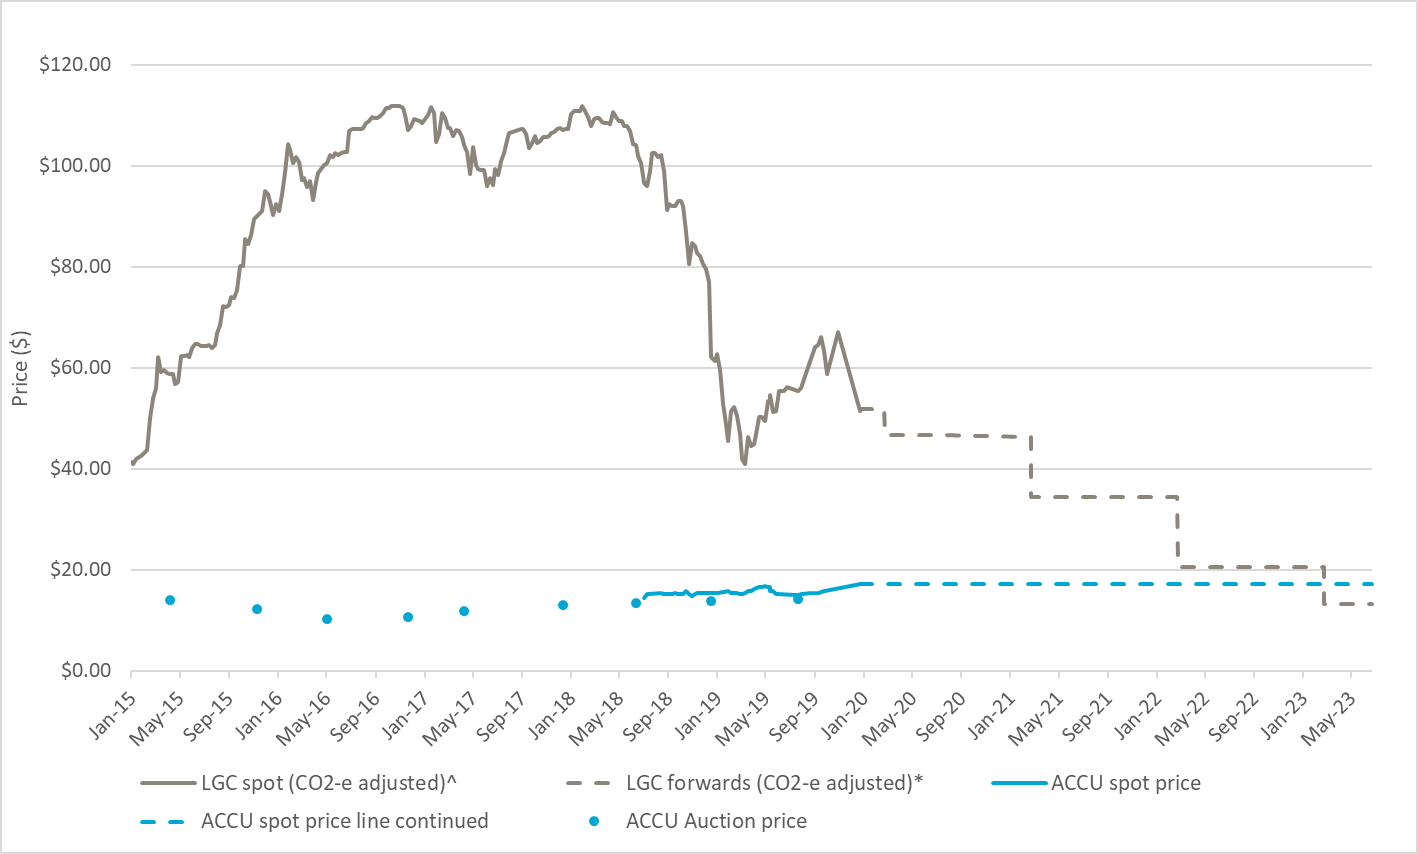 $120.00
$100.00
$80.00
$60.00
$40.00
$20.00
$0.00
Price ($)
Jan-15
May-15
Sep-15
Jan-16
May-16
Sep-16
Jan-17
May-17
Sep-17
Jan-18
May-18
Sep-18
Jan-19
May-19
Sep-19
Jan-20
May-20
Sep-20
Jan-21
May-21
Sep-21
Jan-22
May-22
Sep-22
Jan-23
May-23
LGC spot (CO2-e adjusted)^
LGC forwards (CO2-e adjusted)*
ACCU spot price
ACCU spot price line continued
ACCU Auction price